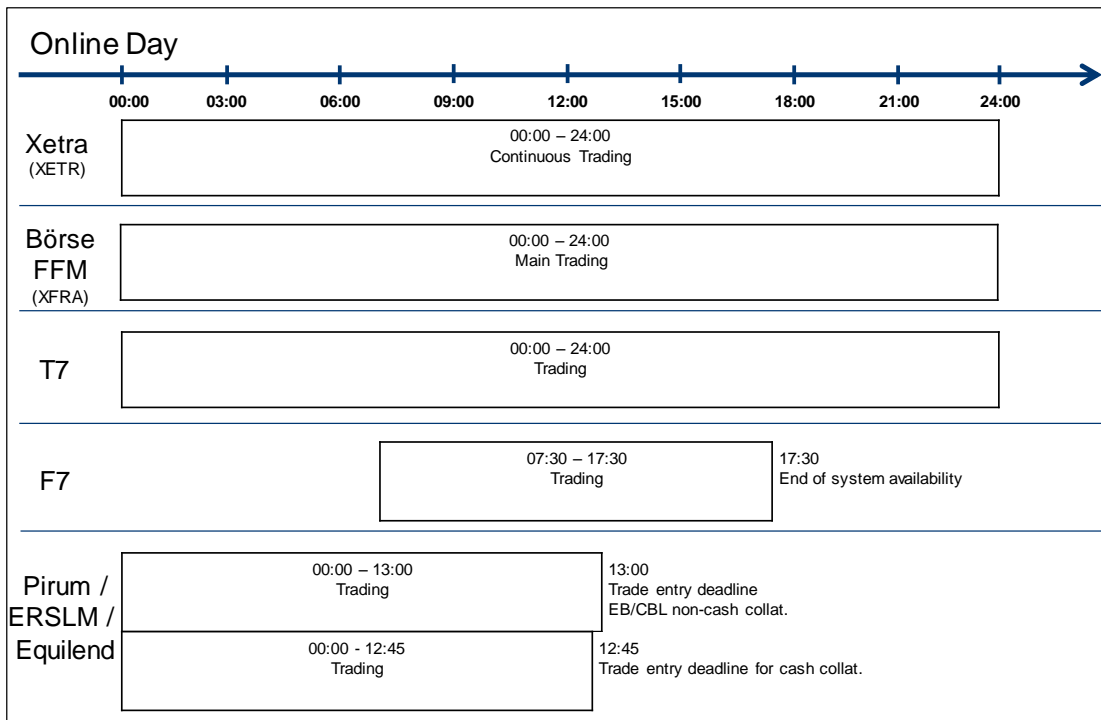 Online Day
00:00 03:00 06:00 09:00 12:00 15:00 18:00 21:00 24:00
Xetra
(XETR)
00:00 – 24:00
Continuous Trading
Börse
FFM
(XFRA)
00:00 – 24:00
Main Trading
T7
00:00 – 24:00
Trading
F7
07:30 – 17:30
Trading
17:30
End of system availability
Pirum /
ERSLM /
Equilend
00:00 – 13:00
Trading
13:00
Trade entry deadline
EB/CBL non-cash collat.
00:00 - 12:45
Trading
12:45
Trade entry deadline for cash collat.